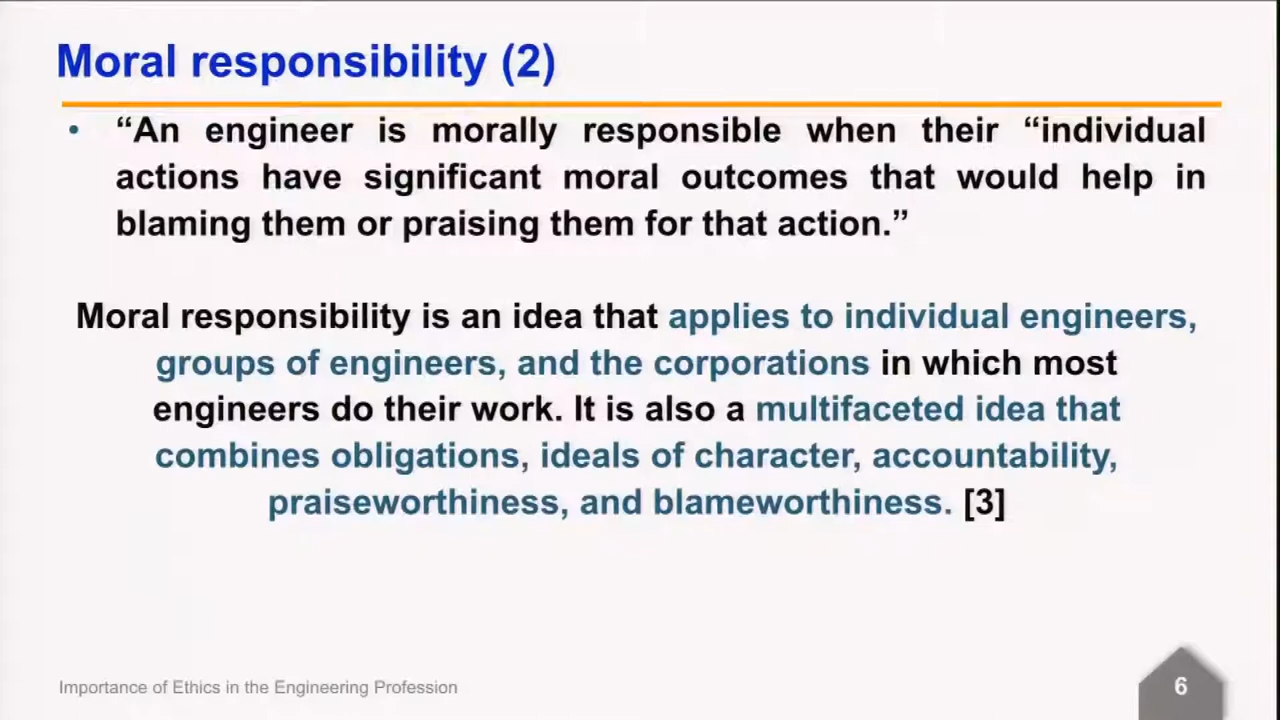 Moral responsibility (2)
• “An engineer is morally responsible when their “individual
actions have significant moral outcomes that would help in
blaming them or praising them for that action.”
Moral responsibility is an idea that applies to individual engineers,
groups of engineers, and the corporations in which most
engineers do their work. It is also a multifaceted idea that
combines obligations, ideals of character, accountability,
praiseworthiness, and blameworthiness. [3]
Importance of Ethics in the Engineering Profession
6